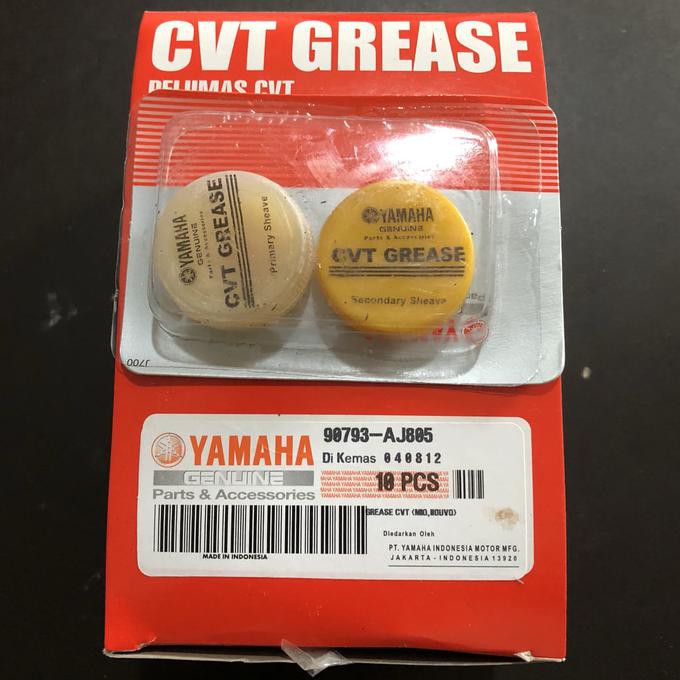 CVT GREASE
PELUMAS CVT
YAMAHA
GENUINE
Parts & Accessories
CVT GREASE
Primary Sheave
YAMAHA
GENUINE
Parts & Accessories
CVT GREASE
Secondary Sheave
J700
YAMAHA
GENUINE
Parts & Accessories
90793-AJ805
Di Kemas 040812
10 PCS
GREASE CVT (MIO,NOUVO)
MADE IN INDONESIA
Diedarkan Oleh
PT. YAMAHA INDONESIA MOTOR MFG.
JAKARTA - INDONESIA 13920